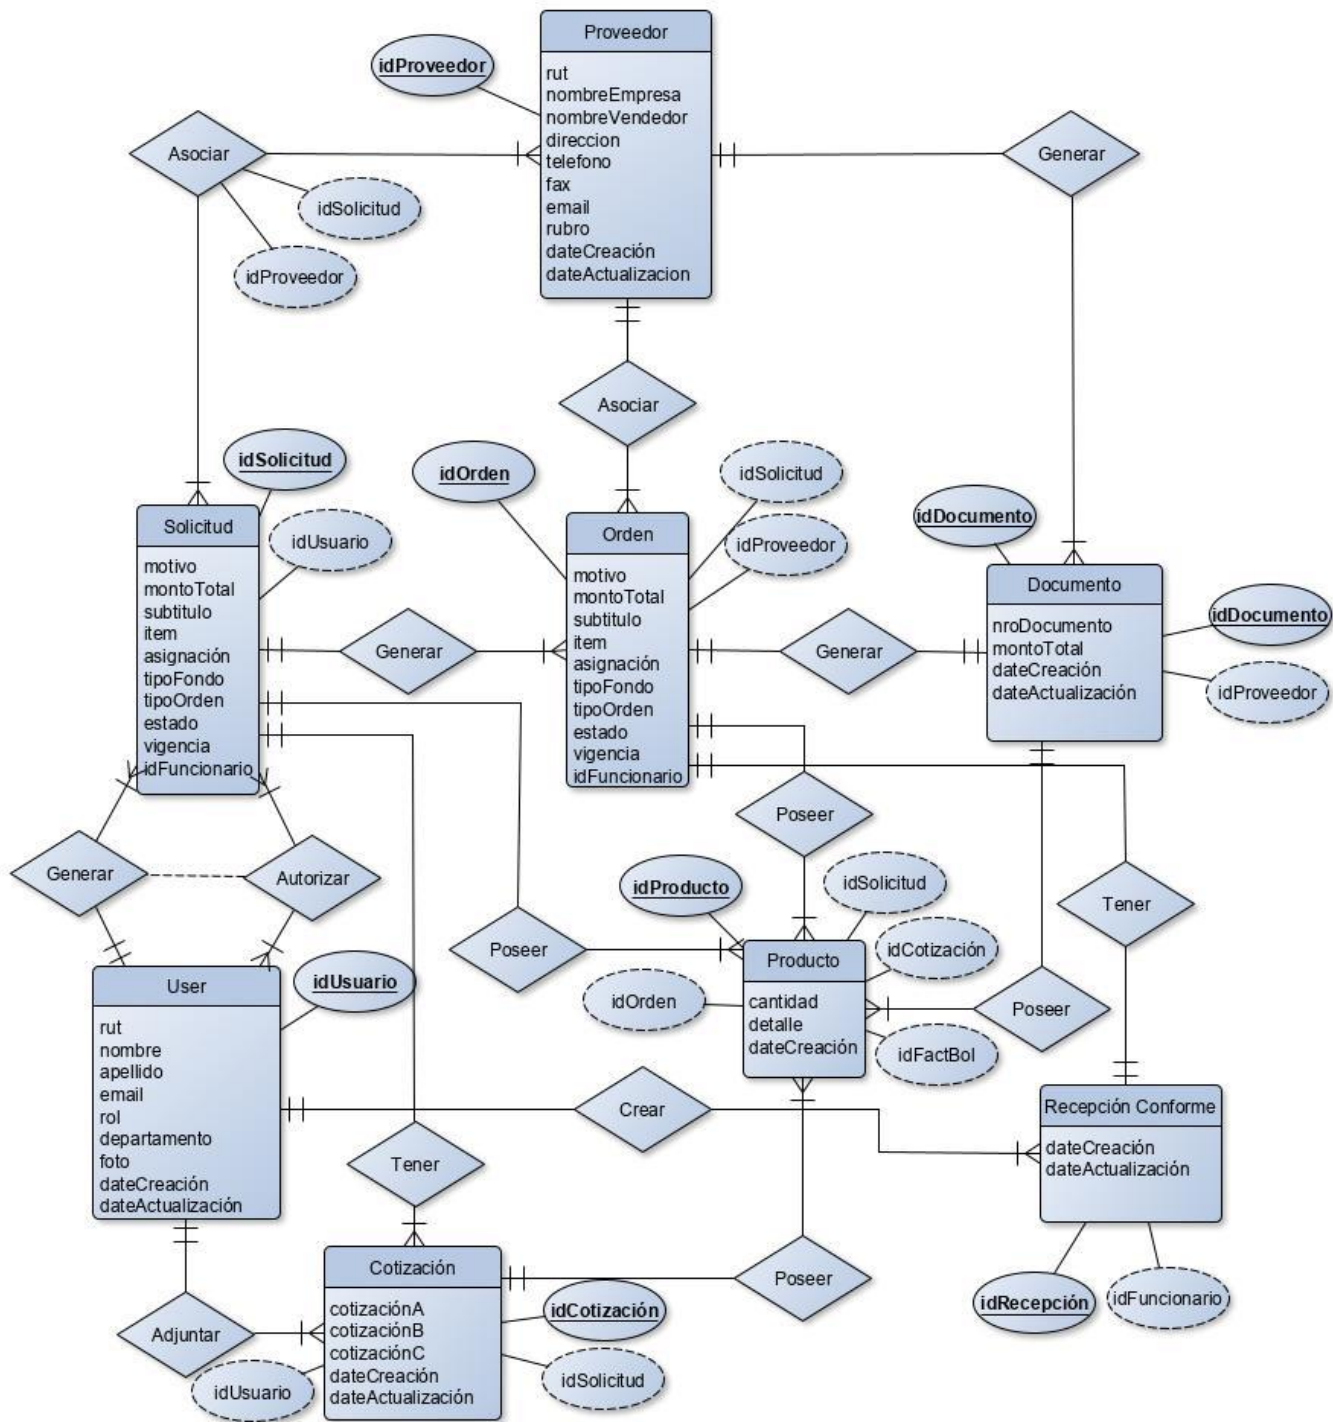 Proveedor
idProveedor
rut
nombreEmpresa
nombreVendedor
direccion
telefono
fax
email
rubro
dateCreación
dateActualizacion
Asociar
Generar
idSolicitud
idProveedor
Asociar
idSolicitud
idUsuario
Solicitud
motivo
montoTotal
subtitulo
item
asignación
tipoFondo
tipoOrden
estado
vigencia
idFuncionario
Generar
idOrden
idSolicitud
idProveedor
Orden
motivo
montoTotal
subtitulo
item
asignación
tipoFondo
tipoOrden
estado
vigencia
idFuncionario
Generar
idDocumento
Documento
nroDocumento
montoTotal
dateCreación
dateActualización
idDocumento
idProveedor
Generar
Autorizar
Poseer
Poseer
Tener
idProducto
idSolicitud
idCotización
idOrden
idFactBol
Producto
cantidad
detalle
dateCreación
Poseer
User
rut
nombre
apellido
email
rol
departamento
foto
dateCreación
dateActualización
idUsuario
Crear
Recepción Conforme
dateCreación
dateActualización
idRecepción
idFuncionario
Tener
Adjuntar
idUsuario
Cotización
cotizaciónA
cotizaciónB
cotizaciónC
dateCreación
dateActualización
idCotización
idSolicitud
Poseer